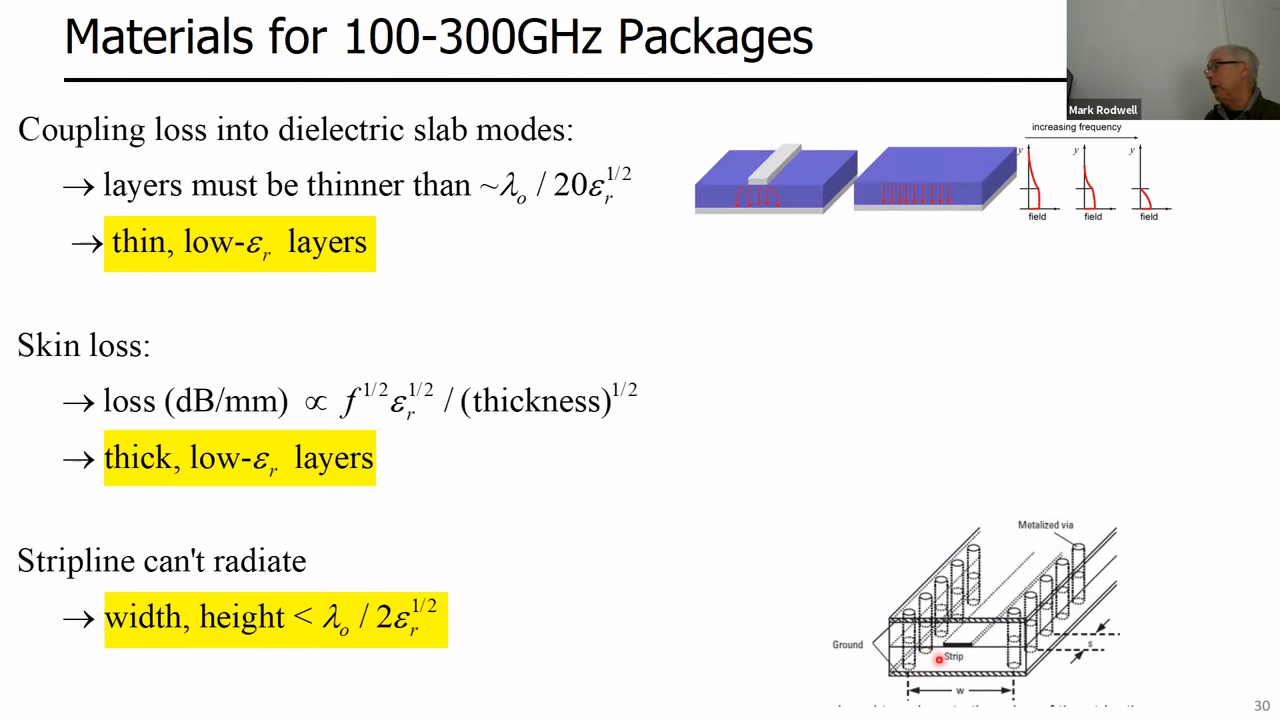 Materials for 100-300GHz Packages
Mark Rodwell
Coupling loss into dielectric slab modes:
→ layers must be thinner than ~λₒ / 20εᵣ^1/2
→ thin, low-εᵣ layers
increasing frequency
y
y
y
field
field
field
Skin loss:
→ loss (dB/mm) ∝ f^1/2 εᵣ^1/2 / (thickness)^1/2
→ thick, low-εᵣ layers
Stripline can't radiate
→ width, height < λₒ / 2εᵣ^1/2
Metalized via
Ground
Strip
s
w
30